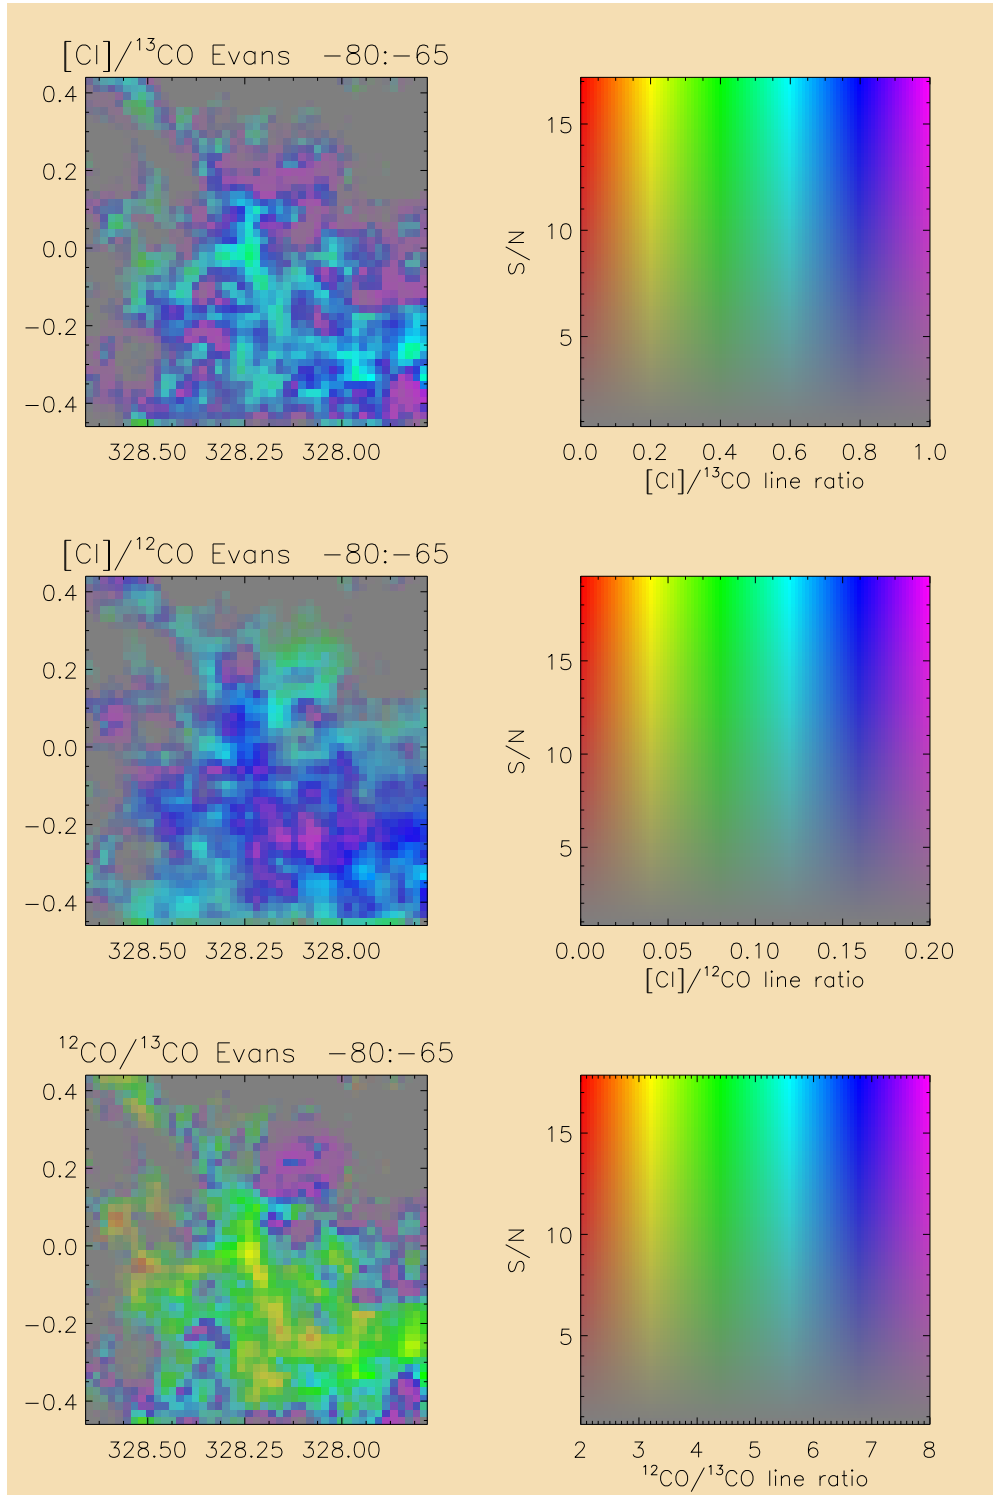 [CI]/¹³CO Evans −80:−65
0.4
0.2
0.0
−0.2
−0.4
328.50 328.25 328.00
15
10
5
S/N
0.0 0.2 0.4 0.6 0.8 1.0
[CI]/¹³CO line ratio
[CI]/¹²CO Evans −80:−65
0.4
0.2
0.0
−0.2
−0.4
328.50 328.25 328.00
15
10
5
S/N
0.00 0.05 0.10 0.15 0.20
[CI]/¹²CO line ratio
¹²CO/¹³CO Evans −80:−65
0.4
0.2
0.0
−0.2
−0.4
328.50 328.25 328.00
15
10
5
S/N
2 3 4 5 6 7 8
¹²CO/¹³CO line ratio